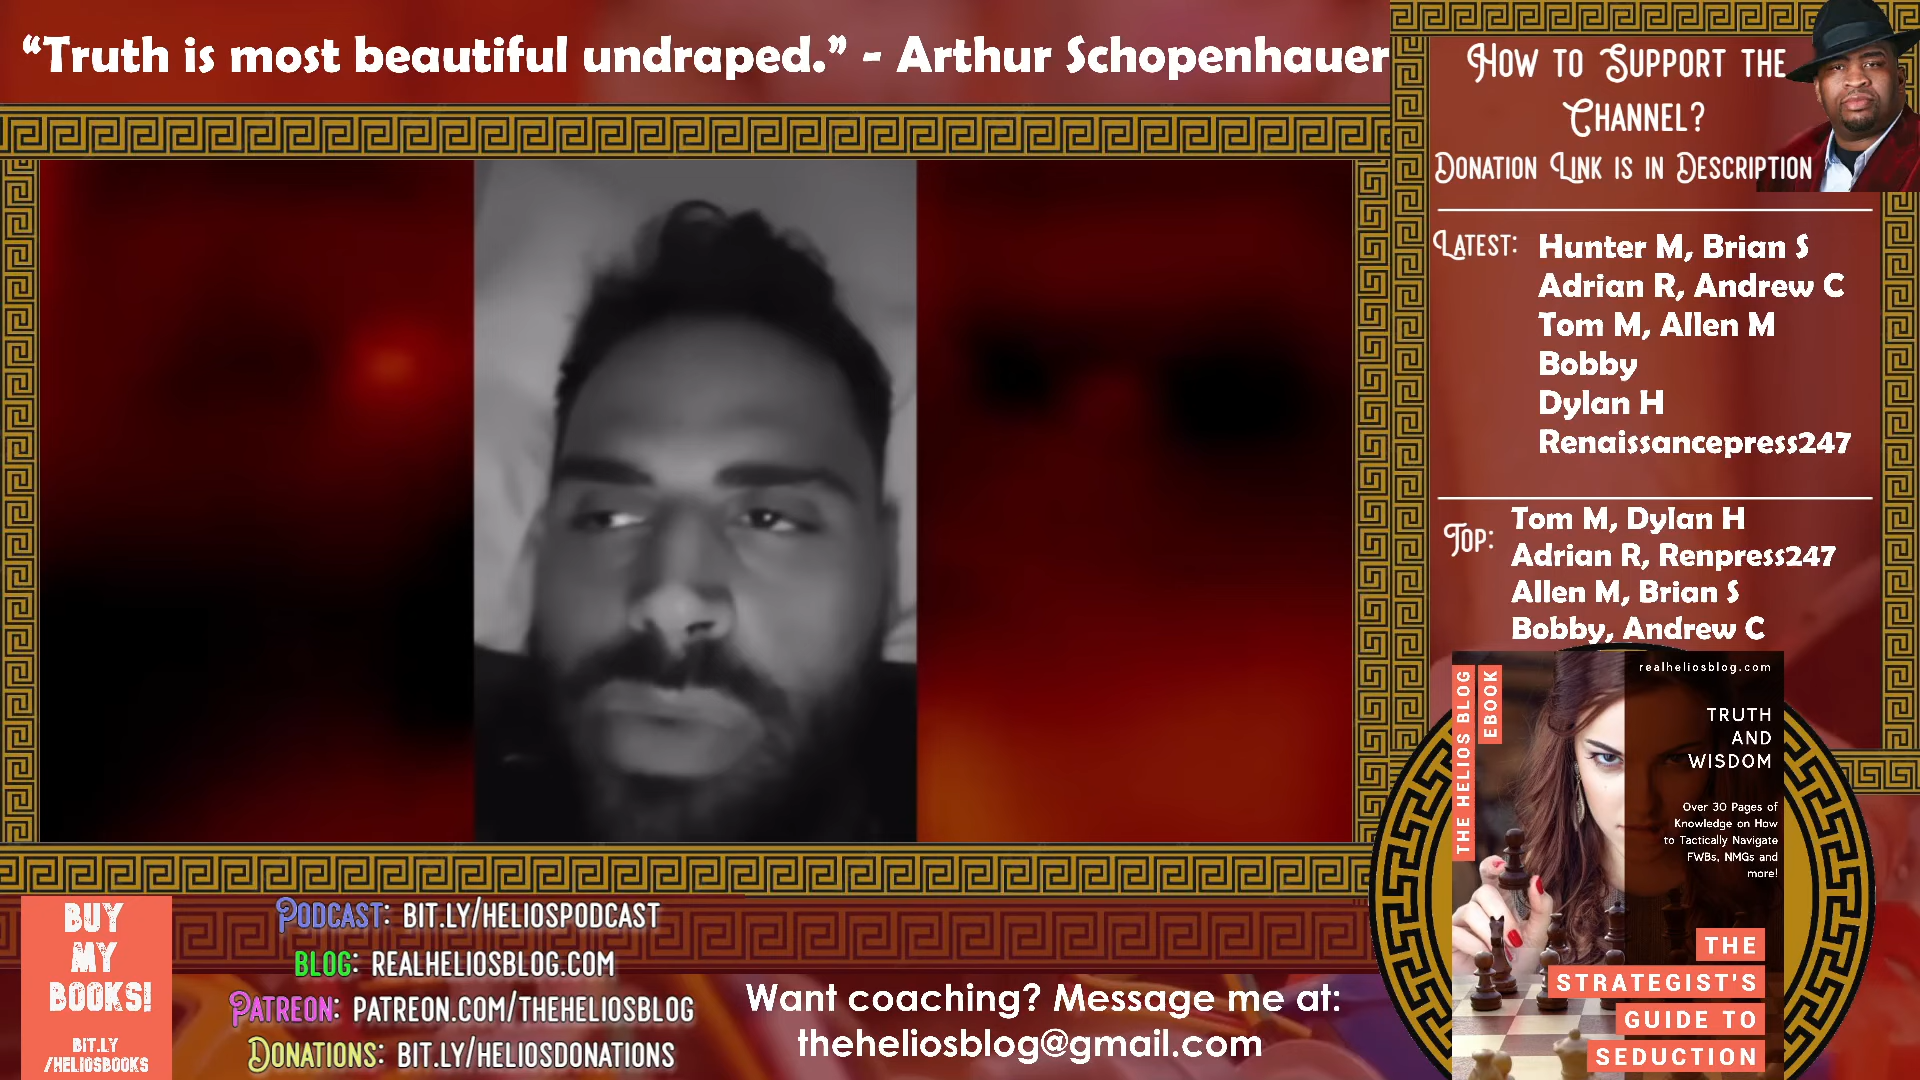 “Truth is most beautiful undraped.” - Arthur Schopenhauer
How to Support the
Channel?
Donation Link is in Description
Latest: Hunter M, Brian S
Adrian R, Andrew C
Tom M, Allen M
Bobby
Dylan H
Renaissancepress247
Top: Tom M, Dylan H
Adrian R, Renpress247
Allen M, Brian S
Bobby, Andrew C
THE HELIOS BLOG
EBOOK
realheliosblog.com
TRUTH
AND
WISDOM
Over 30 Pages of
Knowledge on How
to Tactically Navigate
FWBs, NMGs and
more!
THE
STRATEGIST'S
GUIDE TO
SEDUCTION
BUY
MY
BOOKS!
BIT.LY
/HELIOSBOOKS
Podcast: BIT.LY/HELIOSPODCAST
BLOG: REALHELIOSBLOG.COM
Patreon: PATREON.COM/THEHELIOSBLOG
Donations: BIT.LY/HELIOSDONATIONS
Want coaching? Message me at:
theheliosblog@gmail.com